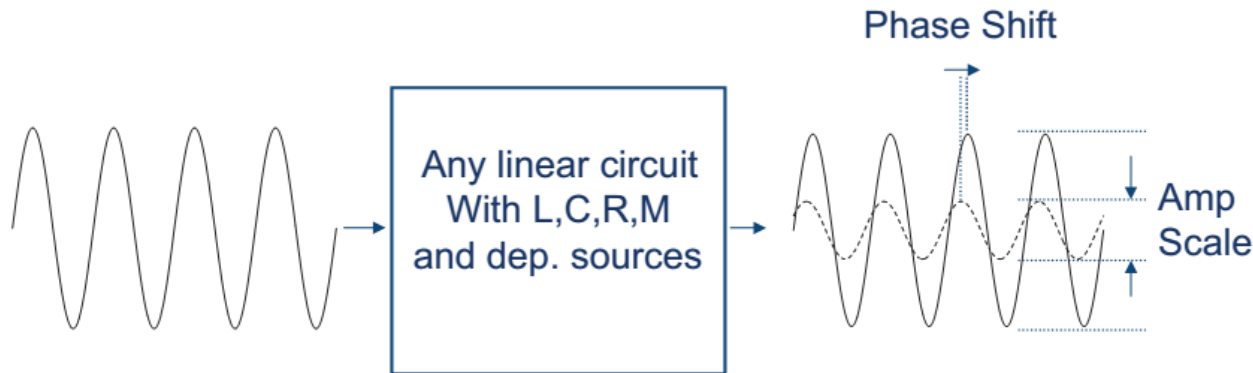 Phase Shift
Any linear circuit
With L,C,R,M
and dep. sources
Amp
Scale